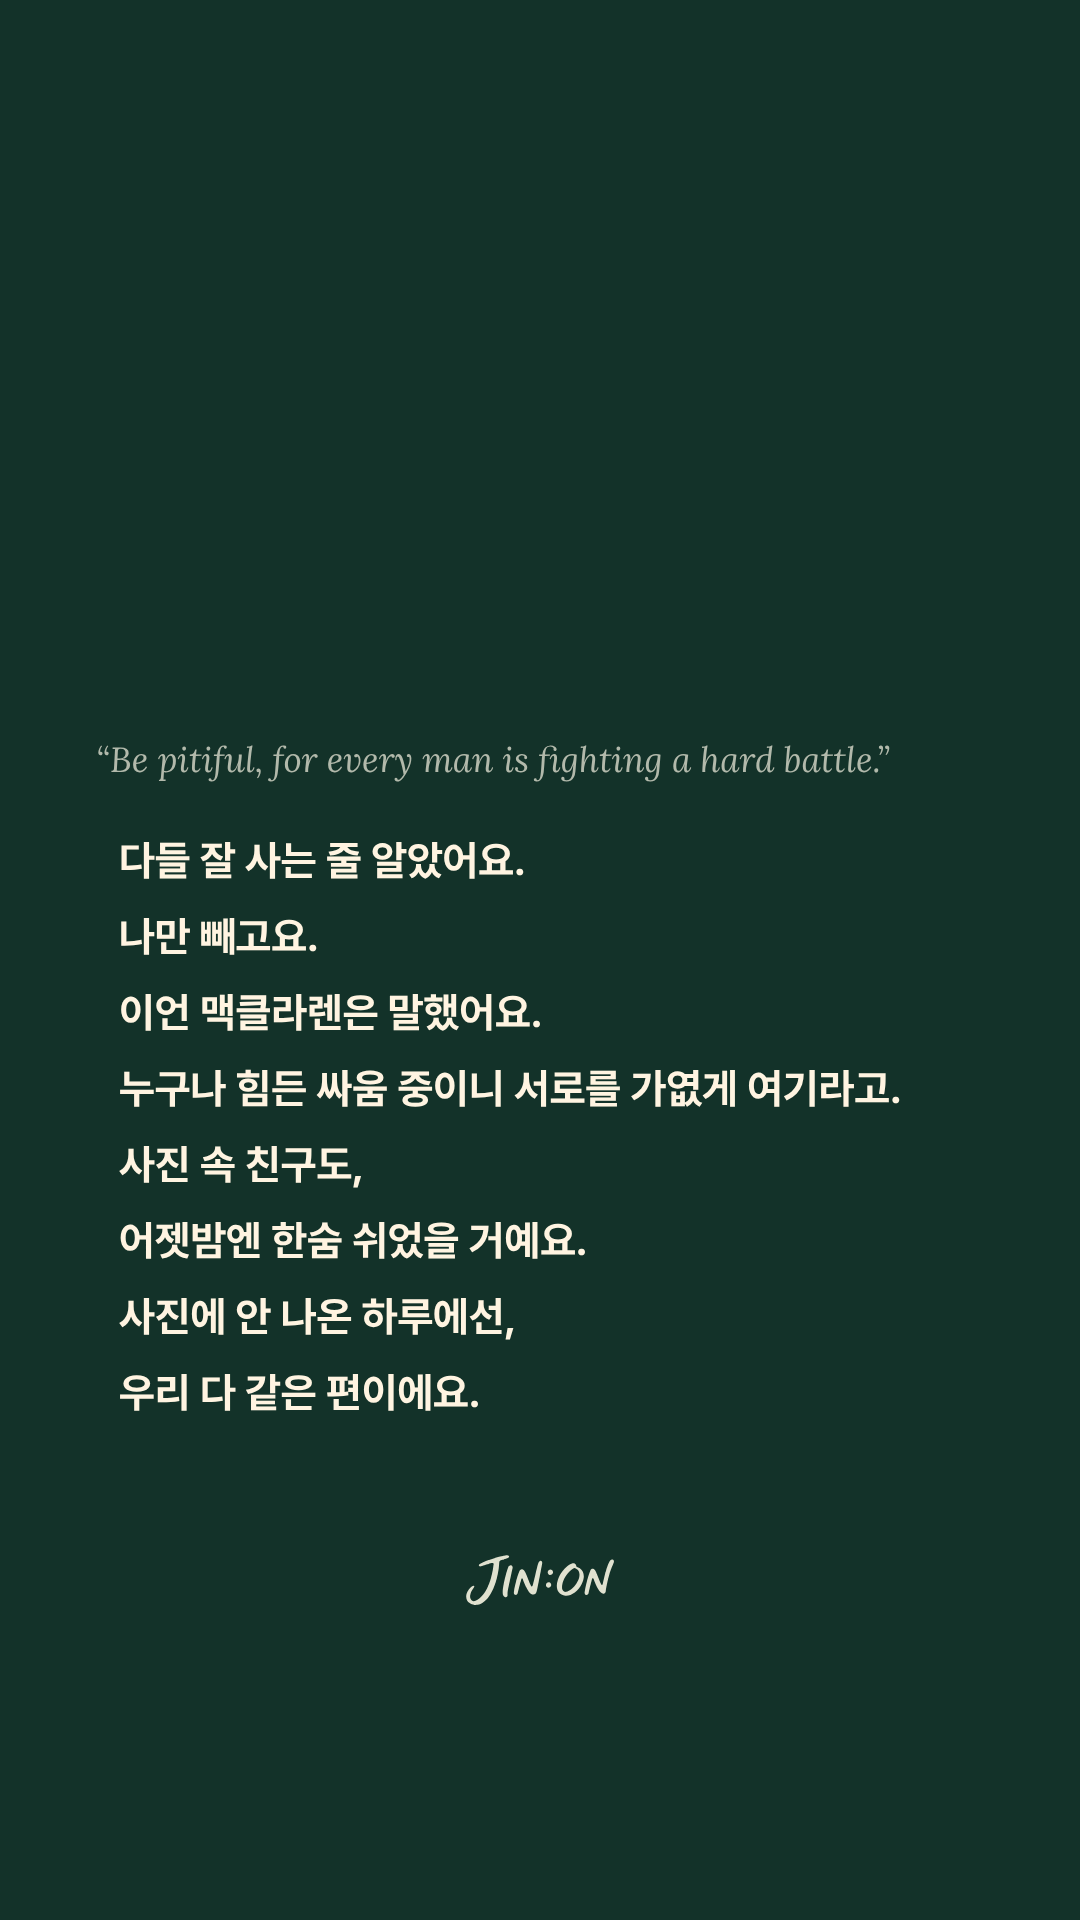 “Be pitiful, for every man is fighting a hard battle.”
다들 잘 사는 줄 알았어요.
나만 빼고요.
이언 맥클라렌은 말했어요.
누구나 힘든 싸움 중이니 서로를 가엾게 여기라고.
사진 속 친구도,
어젯밤엔 한숨 쉬었을 거예요.
사진에 안 나온 하루에선,
우리 다 같은 편이에요.
JIN:ON